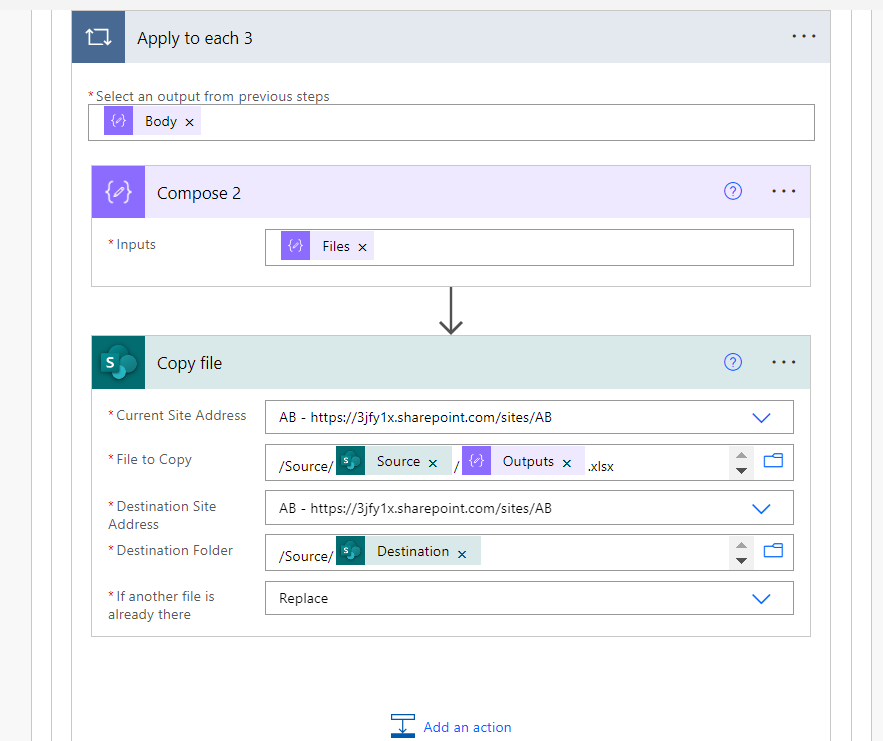 Apply to each 3
* Select an output from previous steps
Body ×
Compose 2
* Inputs
Files ×
Copy file
* Current Site Address
AB - https://3jfy1x.sharepoint.com/sites/AB
* File to Copy
/Source/ Source × / Outputs × .xlsx
* Destination Site
Address
AB - https://3jfy1x.sharepoint.com/sites/AB
* Destination Folder
/Source/ Destination ×
* If another file is
already there
Replace
Add an action